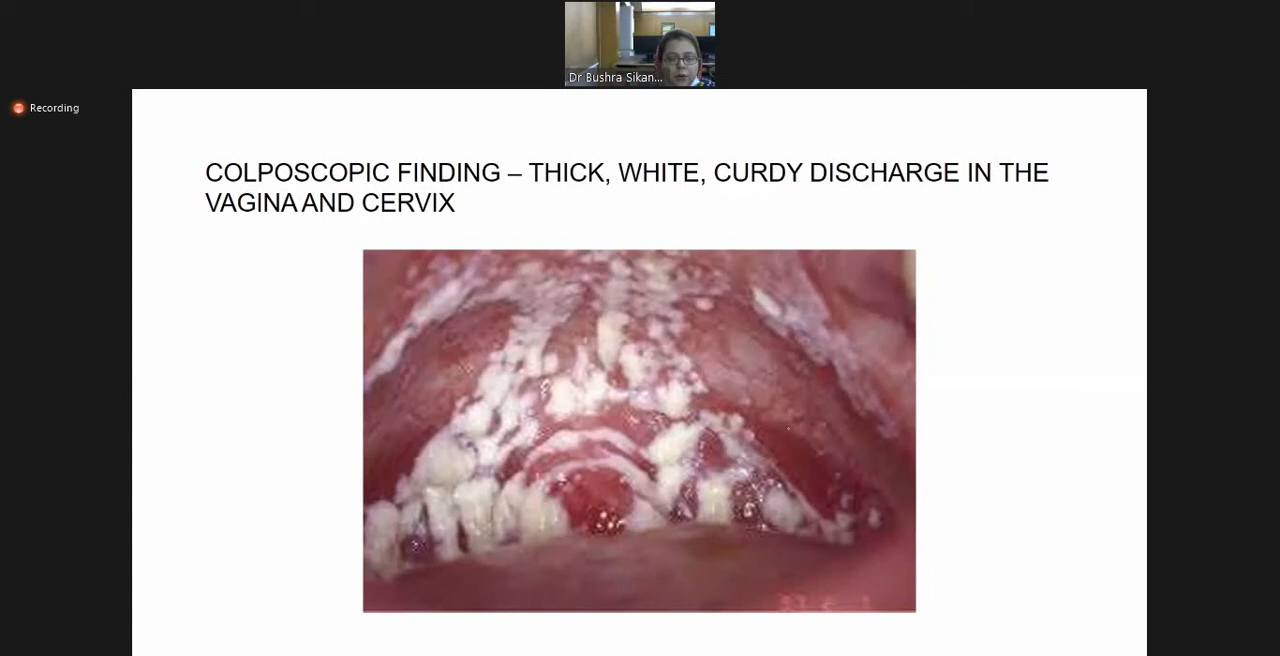 Dr Bushra Sikan...
Recording
COLPOSCOPIC FINDING – THICK, WHITE, CURDY DISCHARGE IN THE
VAGINA AND CERVIX